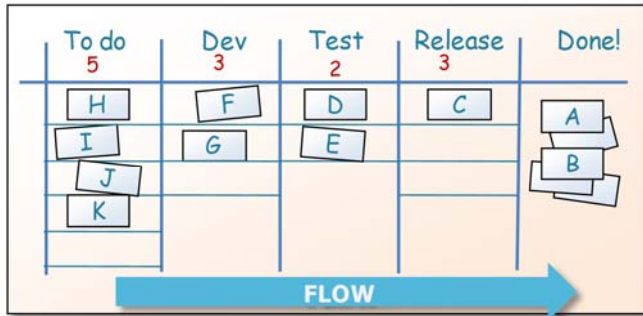 To do Dev Test Release Done!
5 3 2 3
H F D C A
I G E
J B
K
FLOW